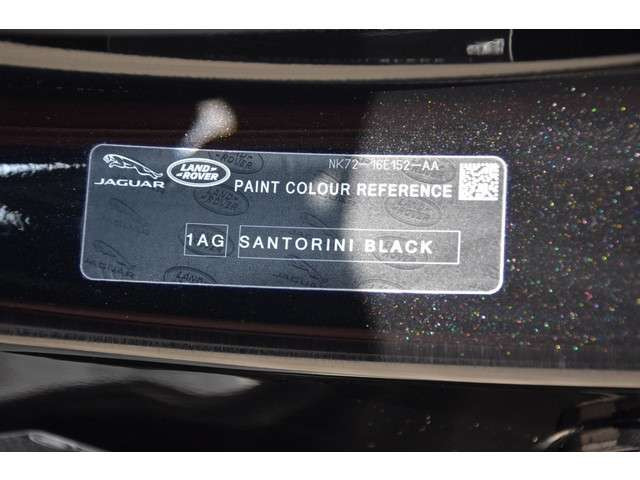 NK72-16E152-AA
JAGUAR
LAND ROVER
PAINT COLOUR REFERENCE
1AG SANTORINI BLACK